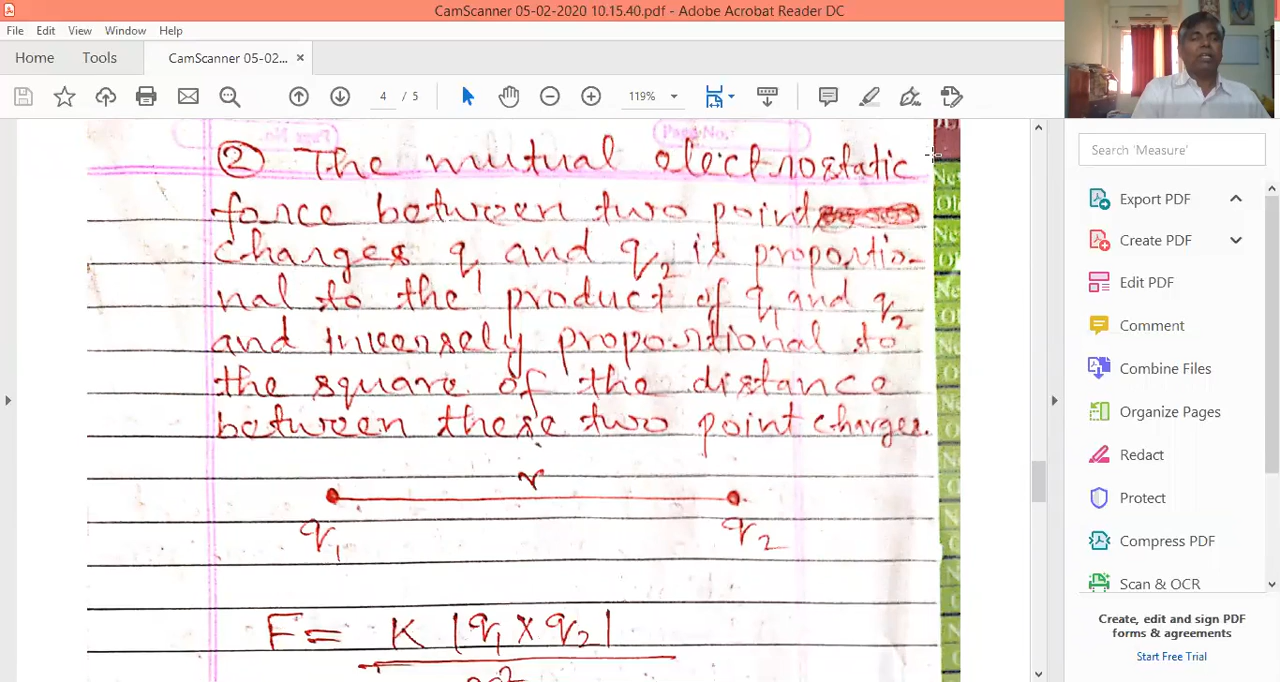 CamScanner 05-02-2020 10.15.40.pdf - Adobe Acrobat Reader DC
File Edit View Window Help
Home Tools CamScanner 05-02... ×
4 / 5 119%
Page No.
② The mutual electrostatic
force between two point
charges q1 and q2 is proportio-
nal to the product of q1 and q2
and inversely proportional to
the square of the distance
between these two point charges.
r
q1 q2
F = K |q1 × q2|
r²
Search 'Measure'
Export PDF
Create PDF
Edit PDF
Comment
Combine Files
Organize Pages
Redact
Protect
Compress PDF
Scan & OCR
Create, edit and sign PDF
forms & agreements
Start Free Trial